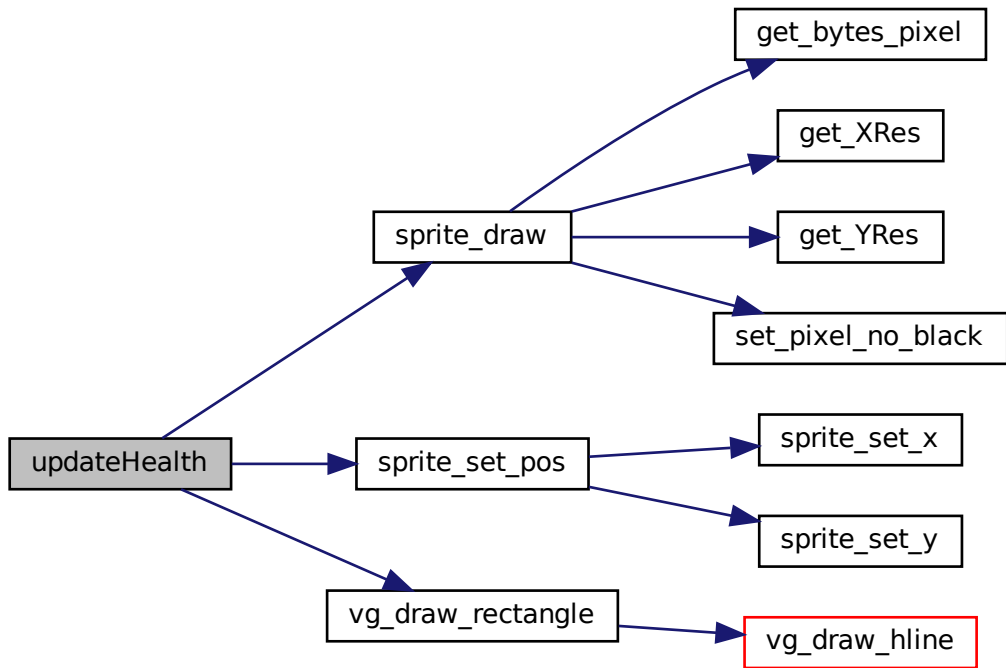 get_bytes_pixel
get_XRes
sprite_draw
get_YRes
set_pixel_no_black
updateHealth
sprite_set_pos
sprite_set_x
sprite_set_y
vg_draw_rectangle
vg_draw_hline